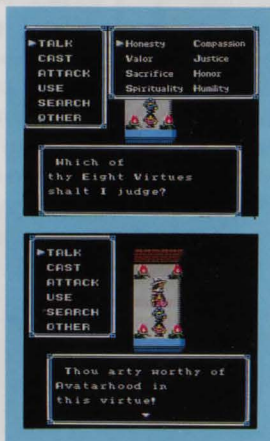 TALK
CAST
ATTACK
USE
SEARCH
OTHER
Honesty Compassion
Valor Justice
Sacrifice Honor
Spirituality Humility
Which of
thy Eight Virtues
shalt I judge?
TALK
CAST
ATTACK
USE
SEARCH
OTHER
Thou arty worthy of
Avatarhood in
this virtue!